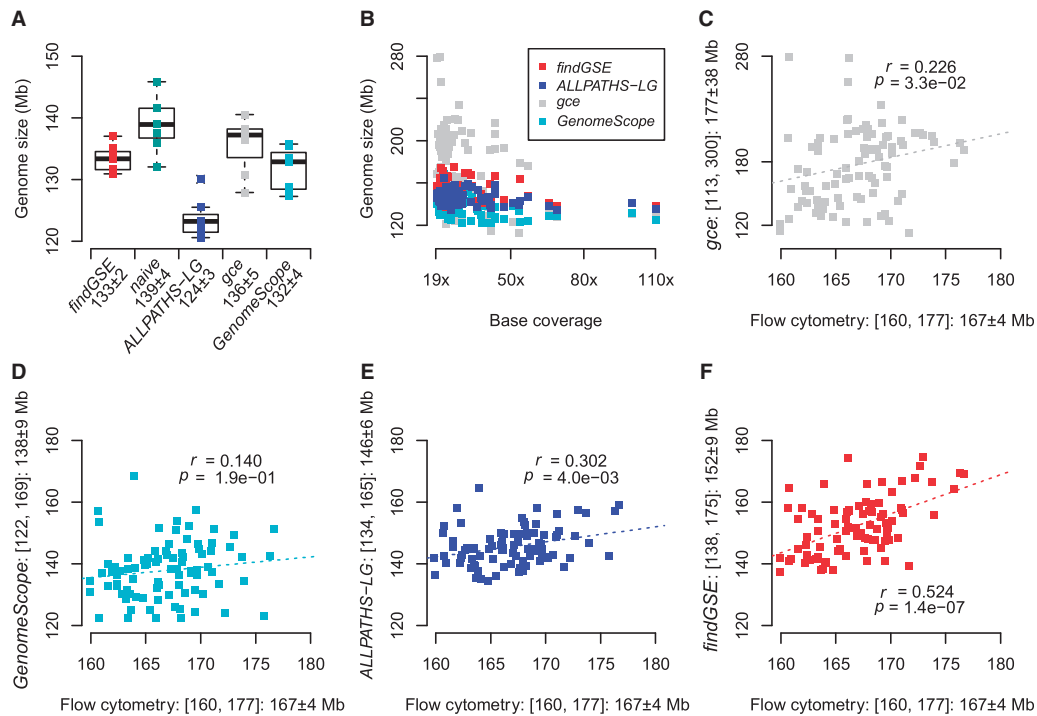 A
150
140
130
120
Genome size (Mb)
findGSE
133±2
naive
139±4
ALLPATHS−LG
124±3
gce
136±5
GenomeScope
132±4
B
280
200
120
Genome size (Mb)
findGSE
ALLPATHS−LG
gce
GenomeScope
19x 50x 80x 110x
Base coverage
C
280
180
120
gce: [113, 300]: 177±38 Mb
r = 0.226
p = 3.3e−02
160 165 170 175 180
Flow cytometry: [160, 177]: 167±4 Mb
D
180
160
140
120
GenomeScope: [122, 169]: 138±9 Mb
r = 0.140
p = 1.9e−01
160 165 170 175 180
Flow cytometry: [160, 177]: 167±4 Mb
E
180
160
140
120
ALLPATHS−LG: [134, 165]: 146±6 Mb
r = 0.302
p = 4.0e−03
160 165 170 175 180
Flow cytometry: [160, 177]: 167±4 Mb
F
180
160
140
120
findGSE: [138, 175]: 152±9 Mb
r = 0.524
p = 1.4e−07
160 165 170 175 180
Flow cytometry: [160, 177]: 167±4 Mb